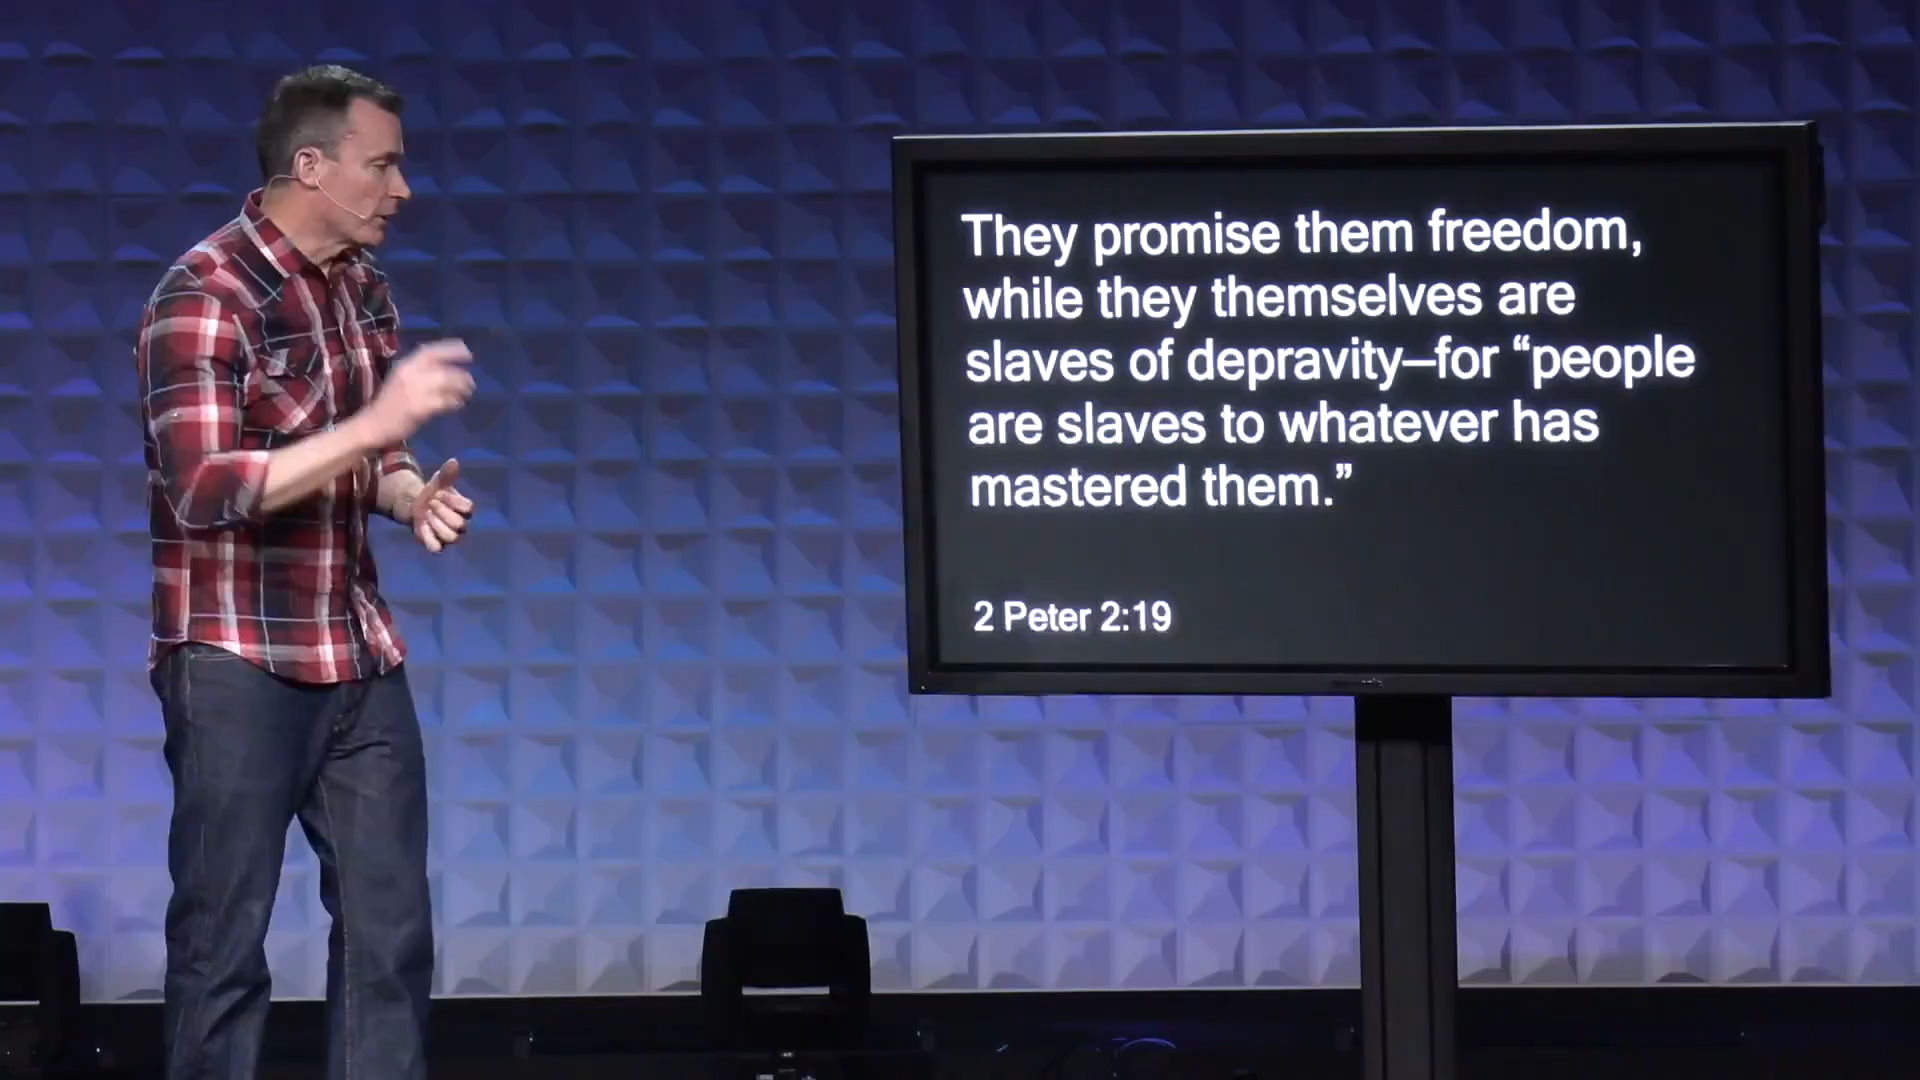 They promise them freedom,
while they themselves are
slaves of depravity—for “people
are slaves to whatever has
mastered them.”
2 Peter 2:19